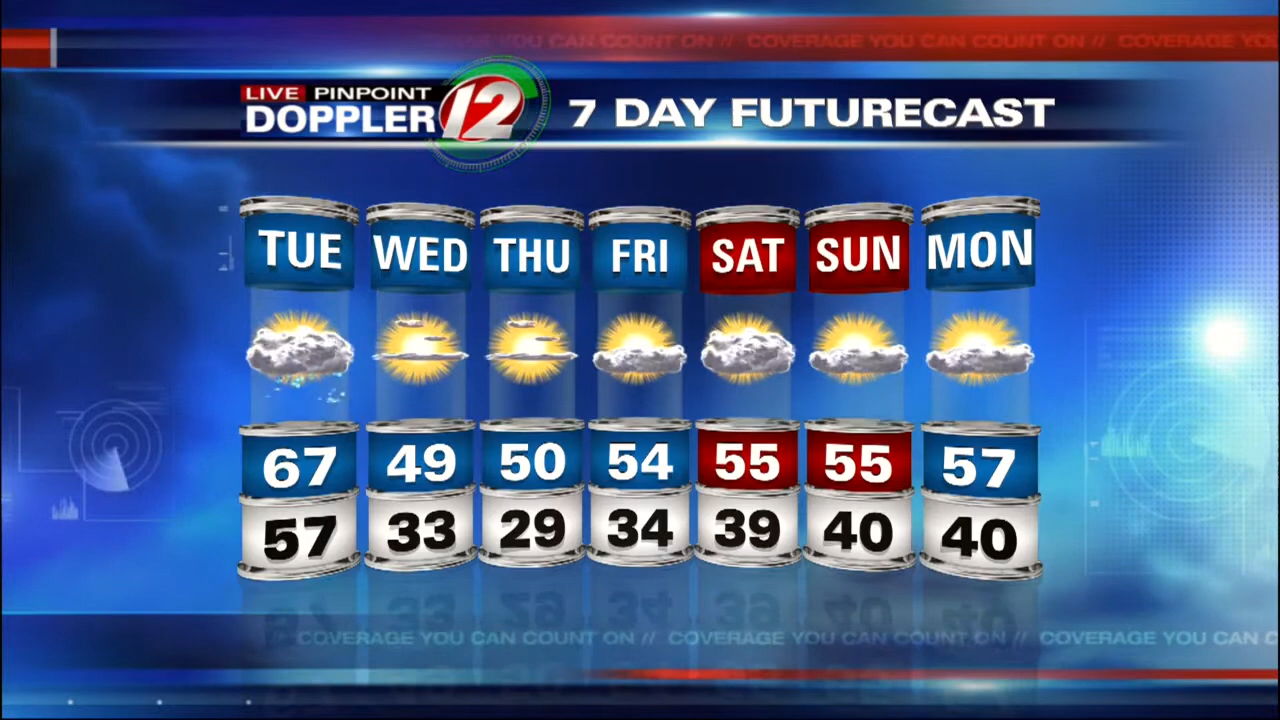 YOU CAN COUNT ON // COVERAGE YOU CAN COUNT ON // COVERAGE
LIVE PINPOINT
DOPPLER 12
7 DAY FUTURECAST
TUE WED THU FRI SAT SUN MON
67 49 50 54 55 55 57
57 33 29 34 39 40 40
COVERAGE YOU CAN COUNT ON // COVERAGE YOU CAN COUNT ON // COVERAGE YOU CAN C